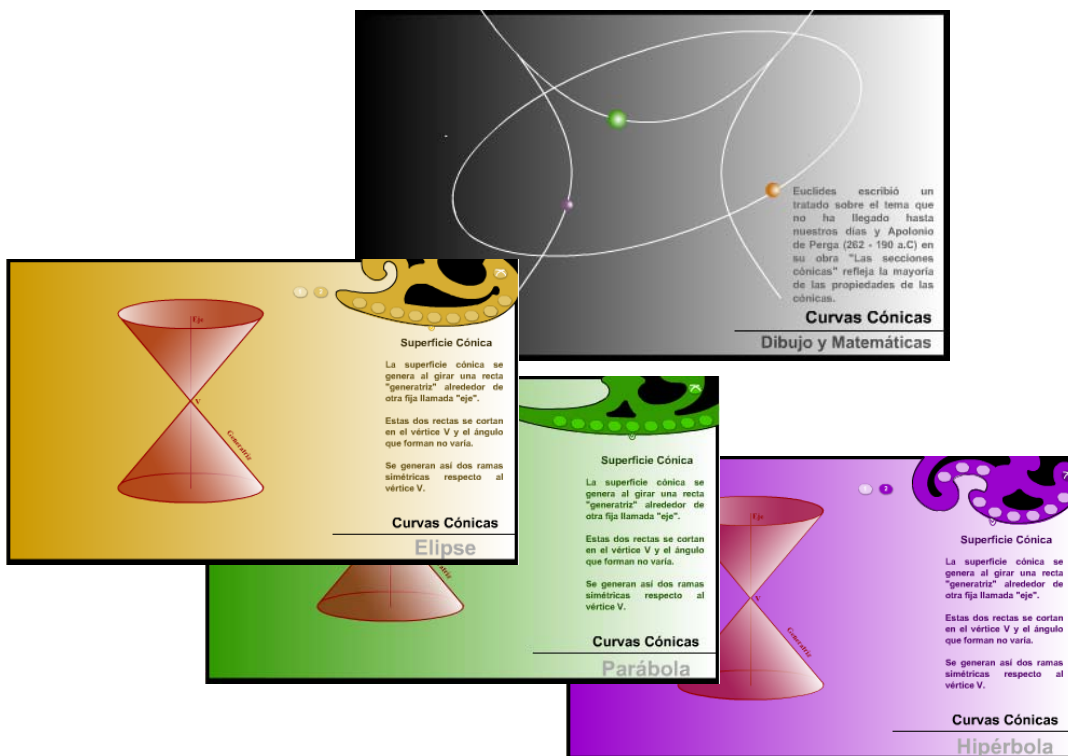 Euclides escribió un
tratado sobre el tema que
no ha llegado hasta
nuestros días y Apolonio
de Perga (262 - 190 a.C) en
su obra "Las secciones
cónicas" refleja la mayoría
de las propiedades de las
cónicas.
Curvas Cónicas
Dibujo y Matemáticas
1 2
Eje
V
Generatriz
Superficie Cónica
La superficie cónica se
genera al girar una recta
"generatriz" alrededor de
otra fija llamada "eje".
Estas dos rectas se cortan
en el vértice V y el ángulo
que forman no varía.
Se generan así dos ramas
simétricas respecto al
vértice V.
Curvas Cónicas
Elipse
Superficie Cónica
La superficie cónica se
genera al girar una recta
"generatriz" alrededor de
otra fija llamada "eje".
Estas dos rectas se cortan
en el vértice V y el ángulo
que forman no varía.
Se generan así dos ramas
simétricas respecto al
vértice V.
Curvas Cónicas
Parábola
1 2
Eje
V
Generatriz
Superficie Cónica
La superficie cónica se
genera al girar una recta
"generatriz" alrededor de
otra fija llamada "eje".
Estas dos rectas se cortan
en el vértice V y el ángulo
que forman no varía.
Se generan así dos ramas
simétricas respecto al
vértice V.
Curvas Cónicas
Hipérbola